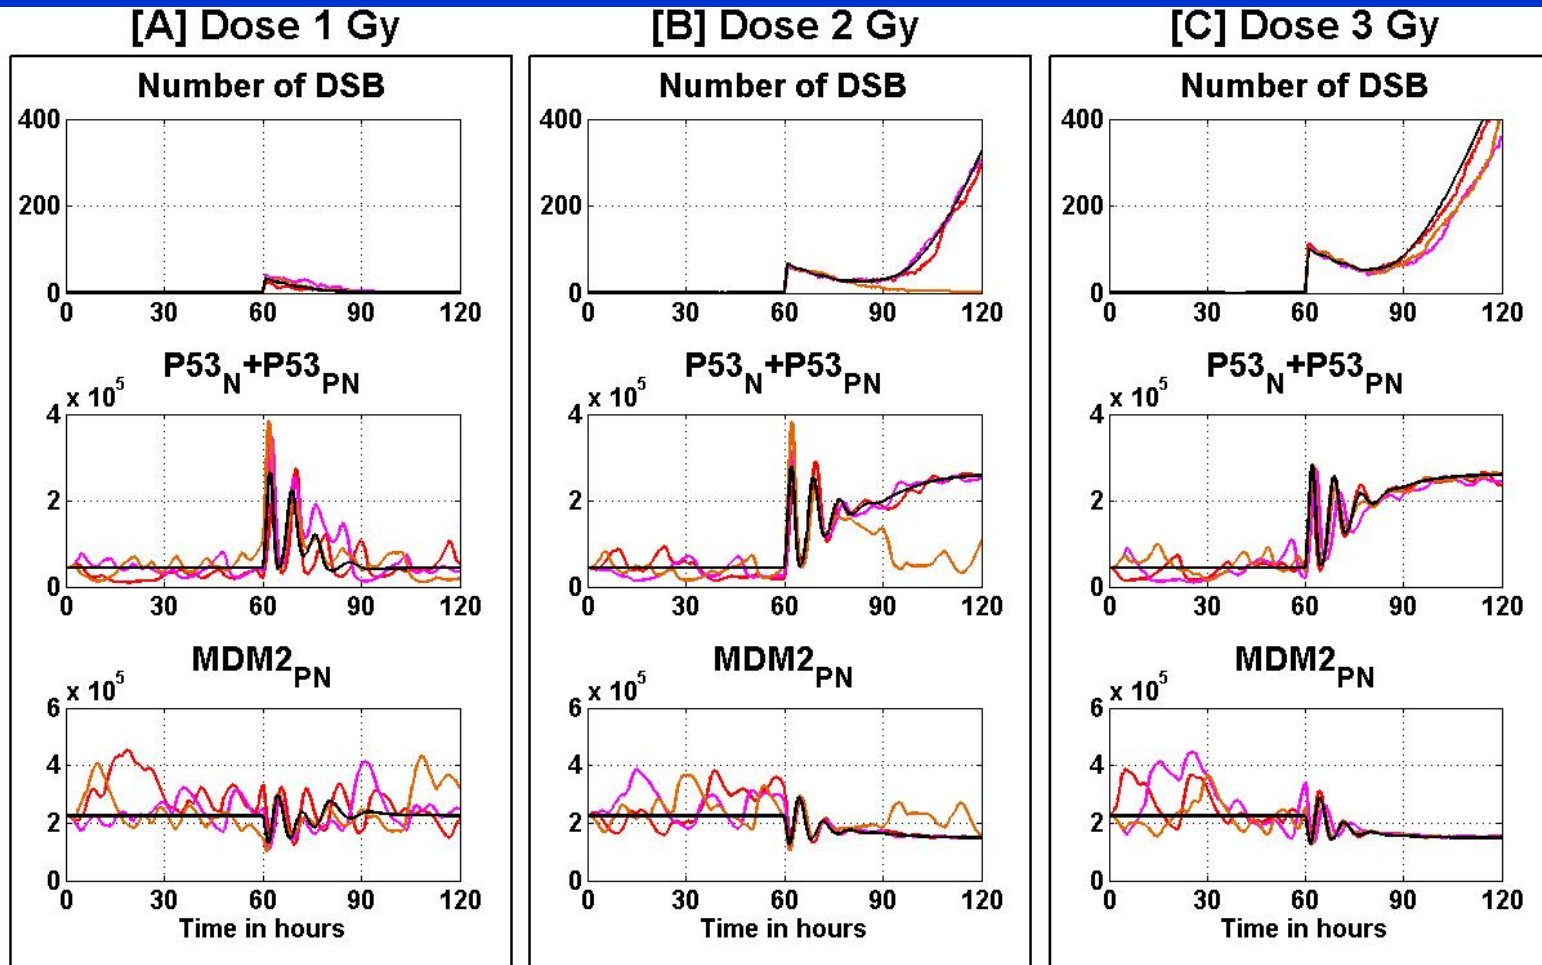 [A] Dose 1 Gy
Number of DSB
400
200
0
0 30 60 90 120
P53N+P53PN
x 10^5
4
2
0
0 30 60 90 120
MDM2PN
x 10^5
6
4
2
0
0 30 60 90 120
Time in hours
[B] Dose 2 Gy
Number of DSB
400
200
0
0 30 60 90 120
P53N+P53PN
x 10^5
4
2
0
0 30 60 90 120
MDM2PN
x 10^5
6
4
2
0
0 30 60 90 120
Time in hours
[C] Dose 3 Gy
Number of DSB
400
200
0
0 30 60 90 120
P53N+P53PN
x 10^5
4
2
0
0 30 60 90 120
MDM2PN
x 10^5
6
4
2
0
0 30 60 90 120
Time in hours